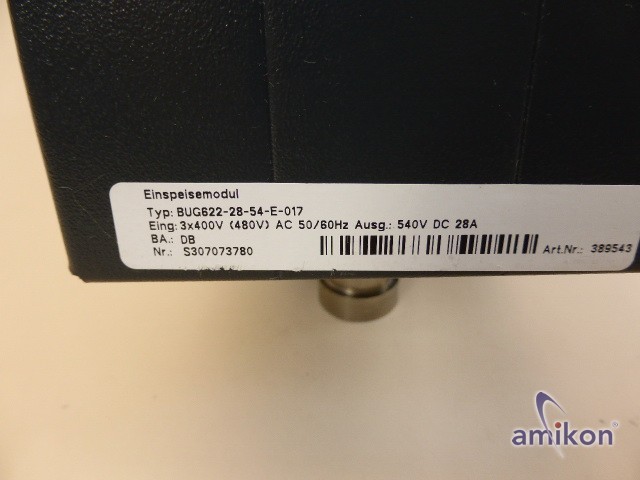 Einspeisemodul
Typ: BUG622-28-54-E-017
Eing: 3x400V (480V) AC 50/60Hz Ausg.: 540V DC 28A
BA.: DB
Nr.: S307073780 Art.Nr.: 389543
amikon